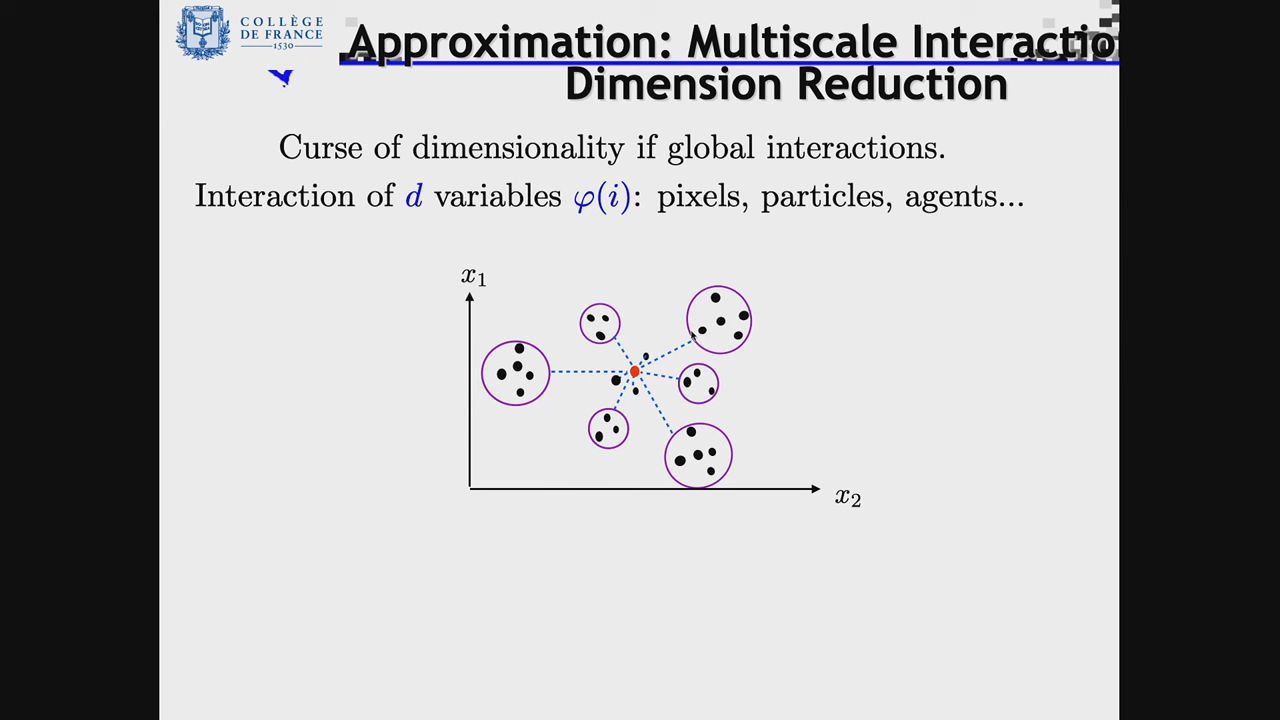 COLLÈGE
DE FRANCE
1530
Approximation: Multiscale Interactio
Dimension Reduction
Curse of dimensionality if global interactions.
Interaction of d variables φ(i): pixels, particles, agents...
x₁
x₂